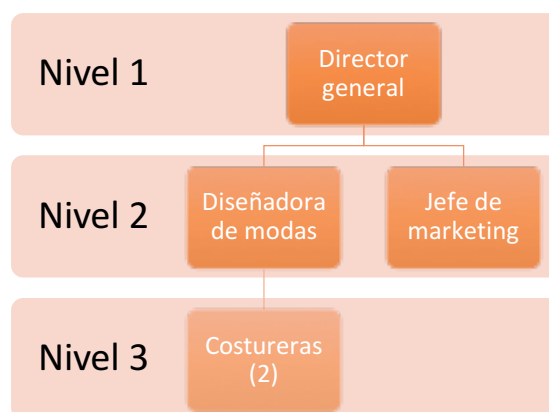 Nivel 1
Director
general
Nivel 2
Diseñadora
de modas
Jefe de
marketing
Nivel 3
Costureras
(2)